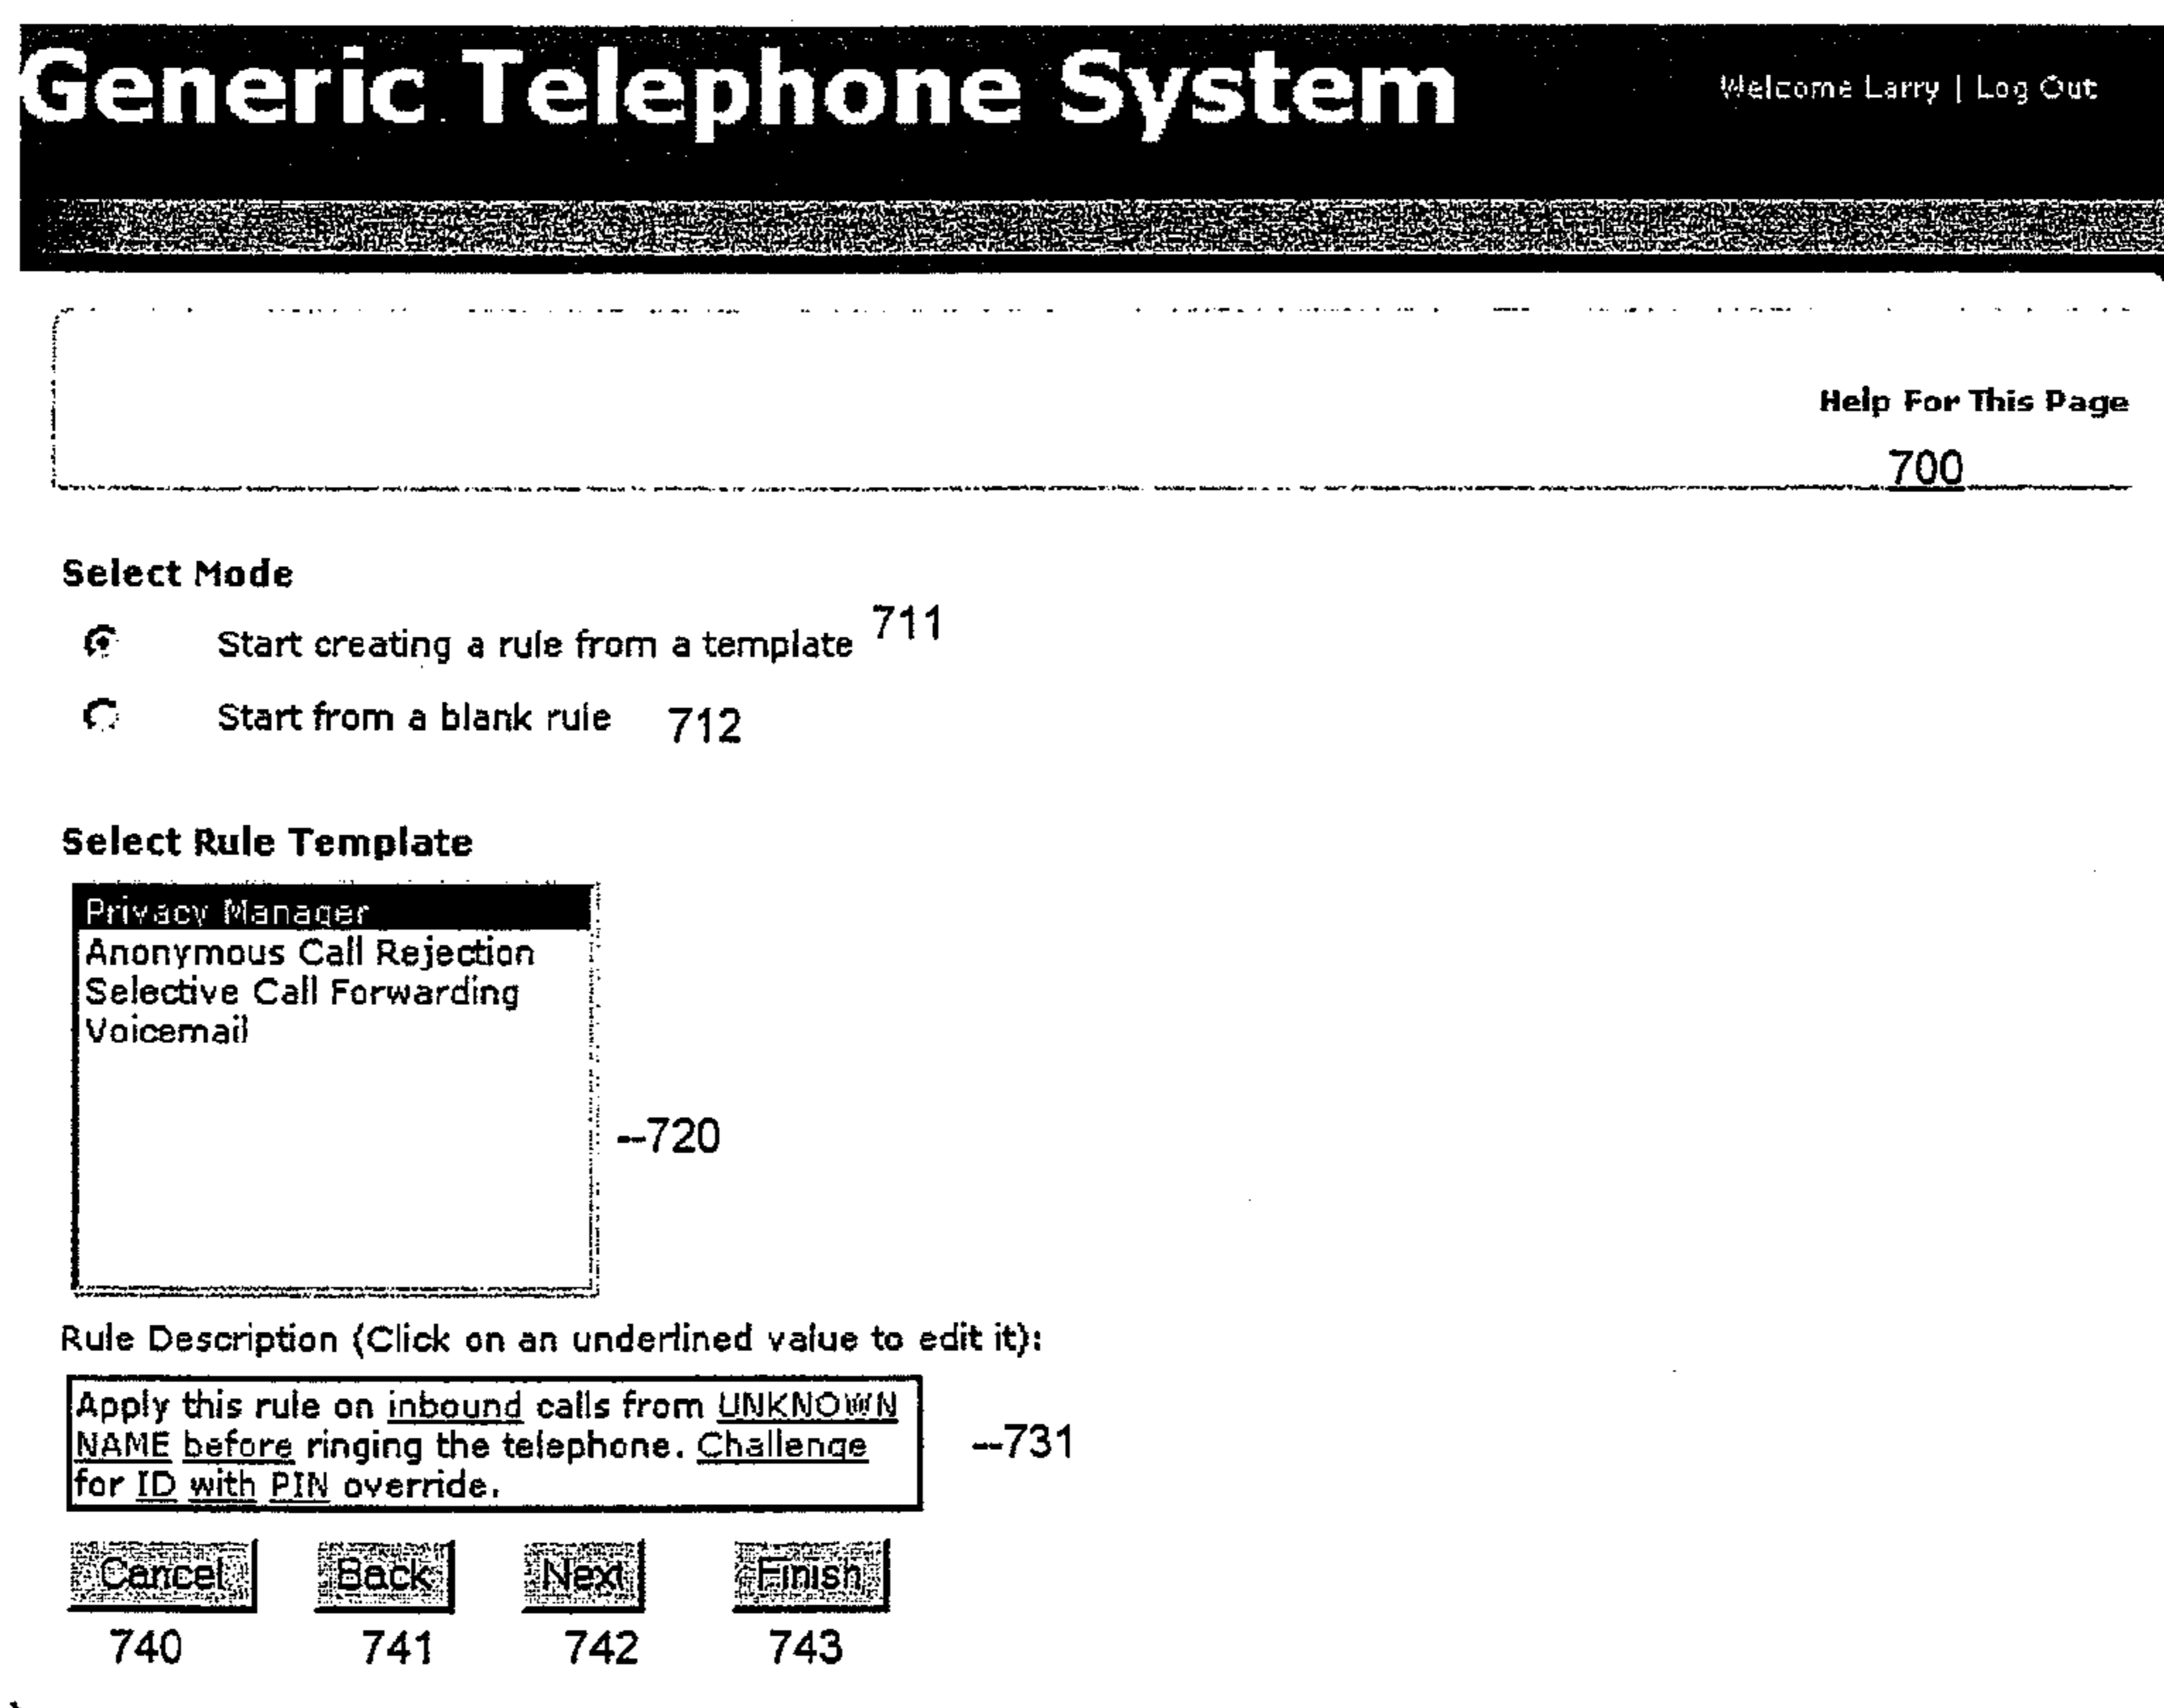 Generic Telephone System
Welcome Larry | Log Out
Help For This Page
700
Select Mode
Start creating a rule from a template 711
Start from a blank rule 712
Select Rule Template
Privacy Manager
Anonymous Call Rejection
Selective Call Forwarding
Voicemail
--720
Rule Description (Click on an underlined value to edit it):
Apply this rule on inbound calls from UNKNOWN
NAME before ringing the telephone. Challenge
for ID with PIN override.
--731
Cancel Back Next Finish
740 741 742 743